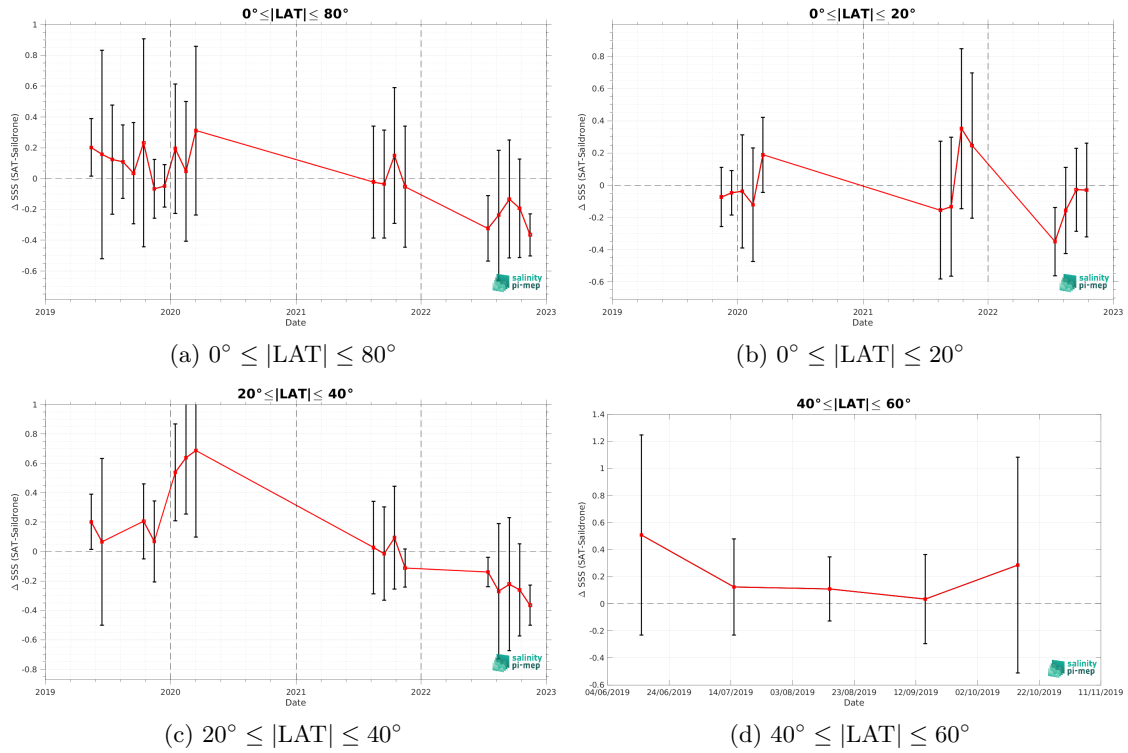 0°≤|LAT|≤ 80°
1
0.8
0.6
0.4
0.2
0
-0.2
-0.4
-0.6
Δ SSS (SAT-Saildrone)
salinity
pi-mep
2019
2020
2021
2022
2023
Date
(a) 0° ≤ |LAT| ≤ 80°
0°≤|LAT|≤ 20°
0.8
0.6
0.4
0.2
0
-0.2
-0.4
-0.6
Δ SSS (SAT-Saildrone)
salinity
pi-mep
2019
2020
2021
2022
2023
Date
(b) 0° ≤ |LAT| ≤ 20°
20°≤|LAT|≤ 40°
1
0.8
0.6
0.4
0.2
0
-0.2
-0.4
-0.6
-0.8
Δ SSS (SAT-Saildrone)
salinity
pi-mep
2019
2020
2021
2022
2023
Date
(c) 20° ≤ |LAT| ≤ 40°
40°≤|LAT|≤ 60°
1.4
1.2
1
0.8
0.6
0.4
0.2
0
-0.2
-0.4
-0.6
Δ SSS (SAT-Saildrone)
salinity
pi-mep
04/06/2019
24/06/2019
14/07/2019
03/08/2019
23/08/2019
12/09/2019
02/10/2019
22/10/2019
11/11/2019
Date
(d) 40° ≤ |LAT| ≤ 60°